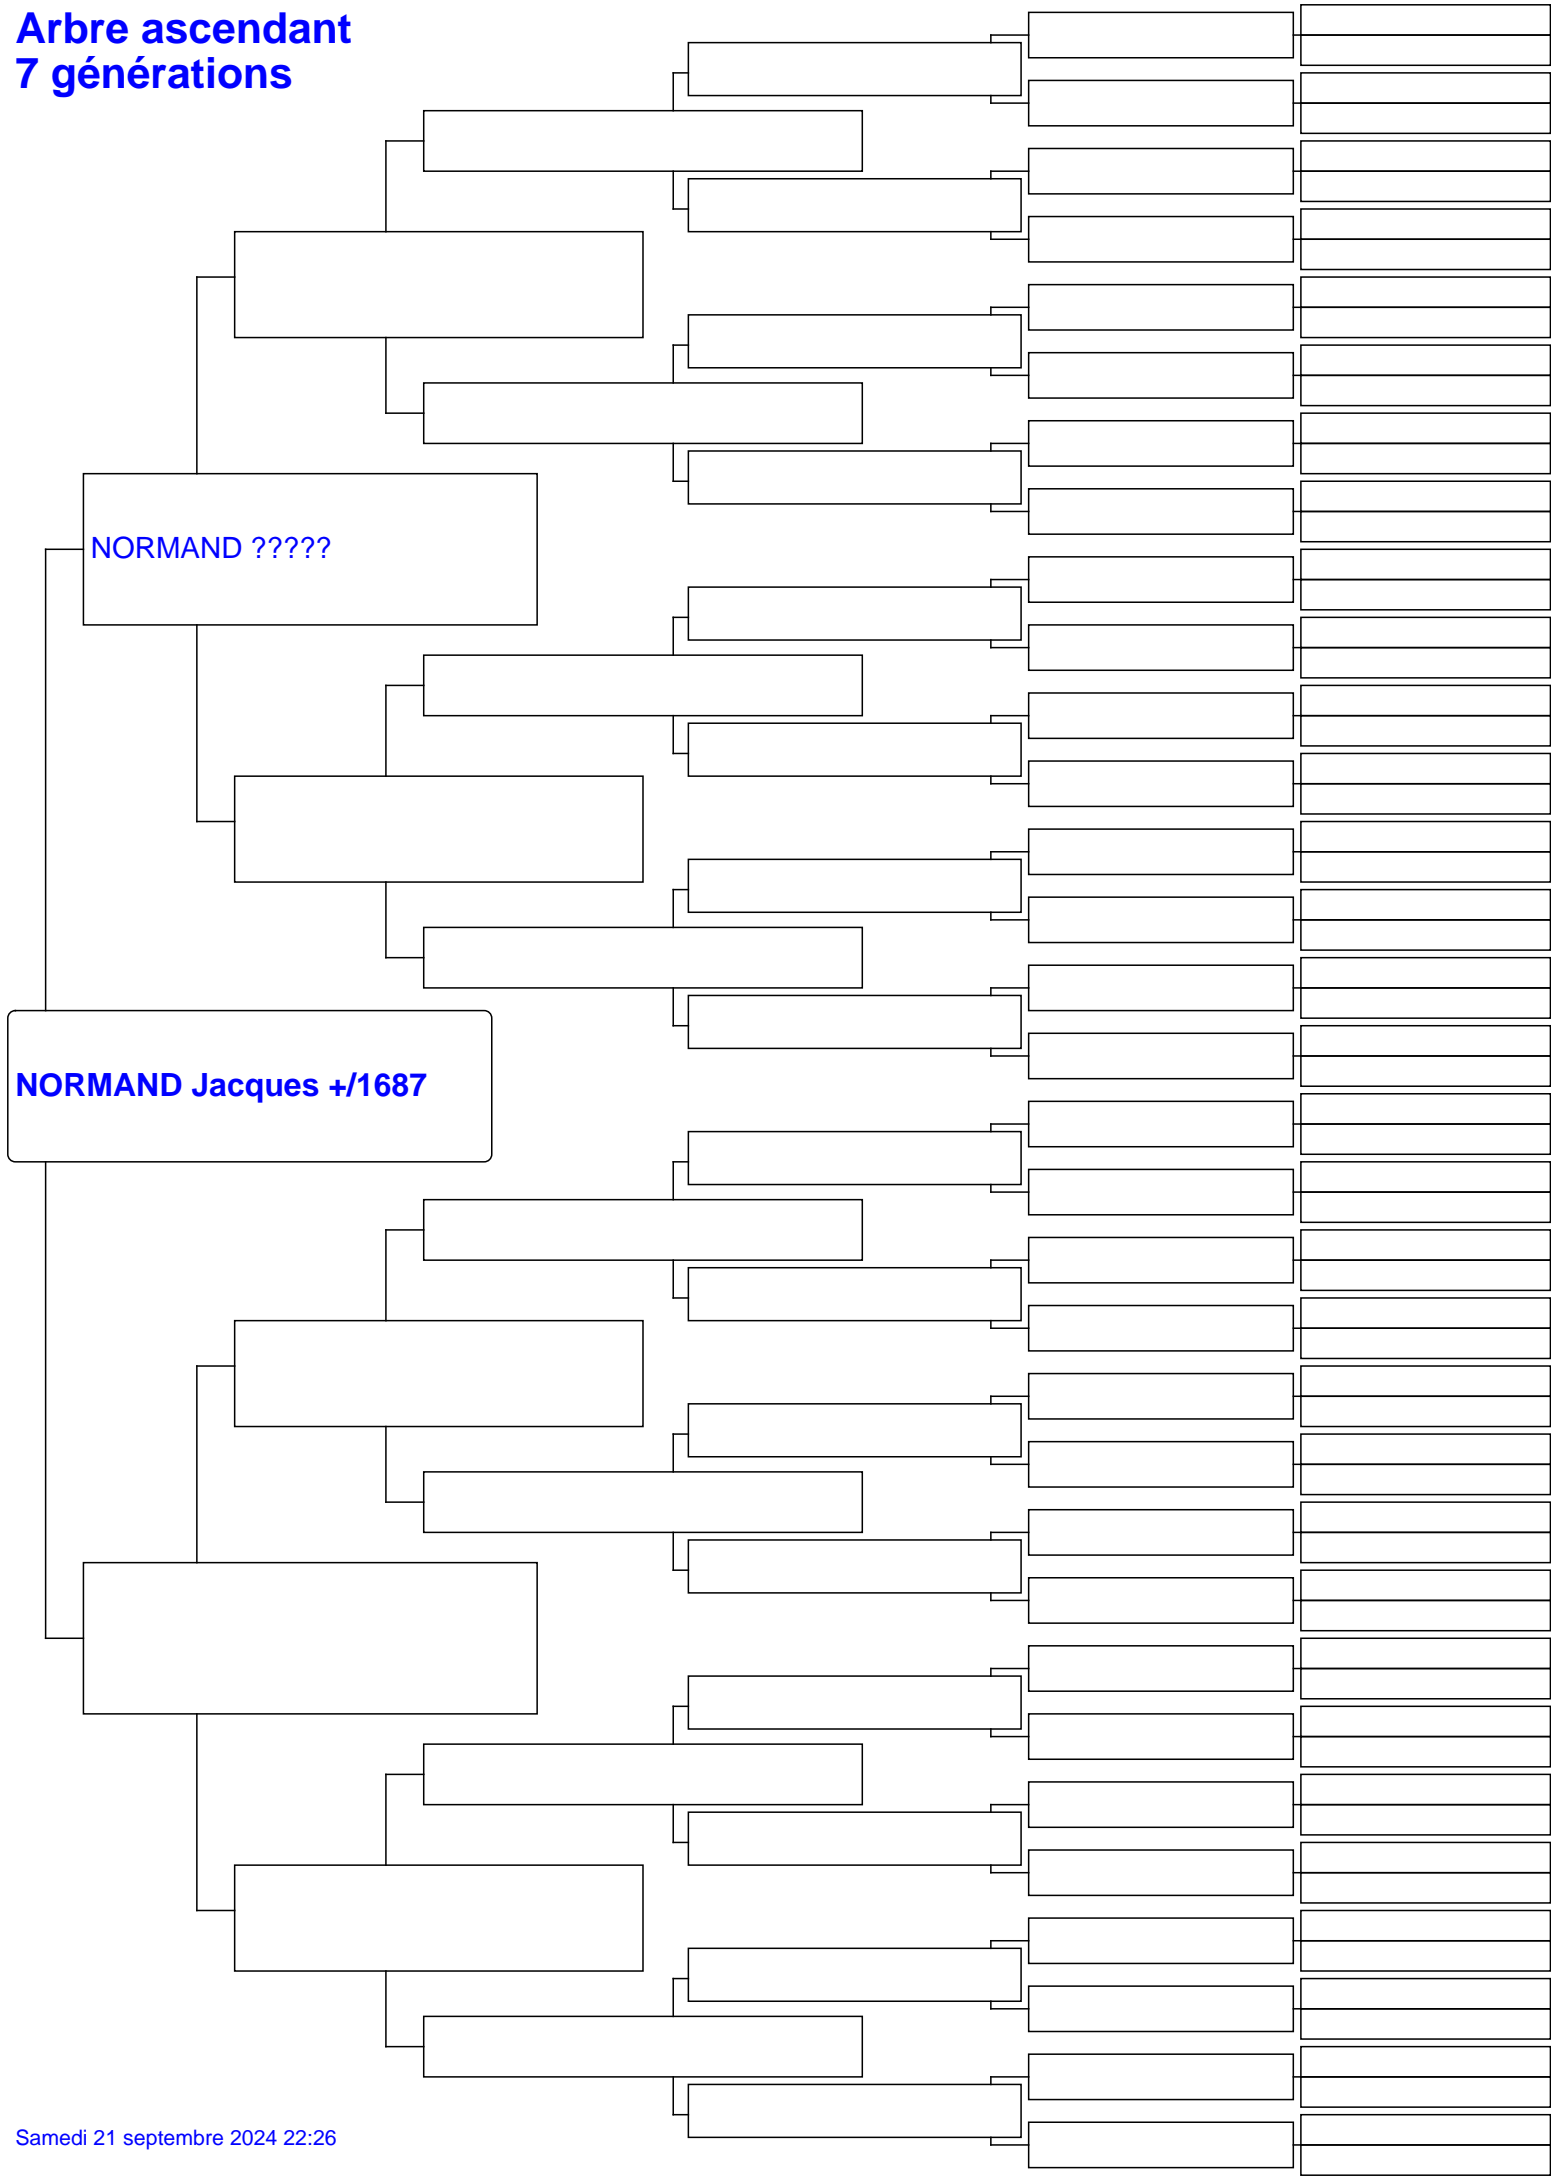 Arbre ascendant
7 générations
NORMAND ?????
NORMAND Jacques +/1687
Samedi 21 septembre 2024 22:26